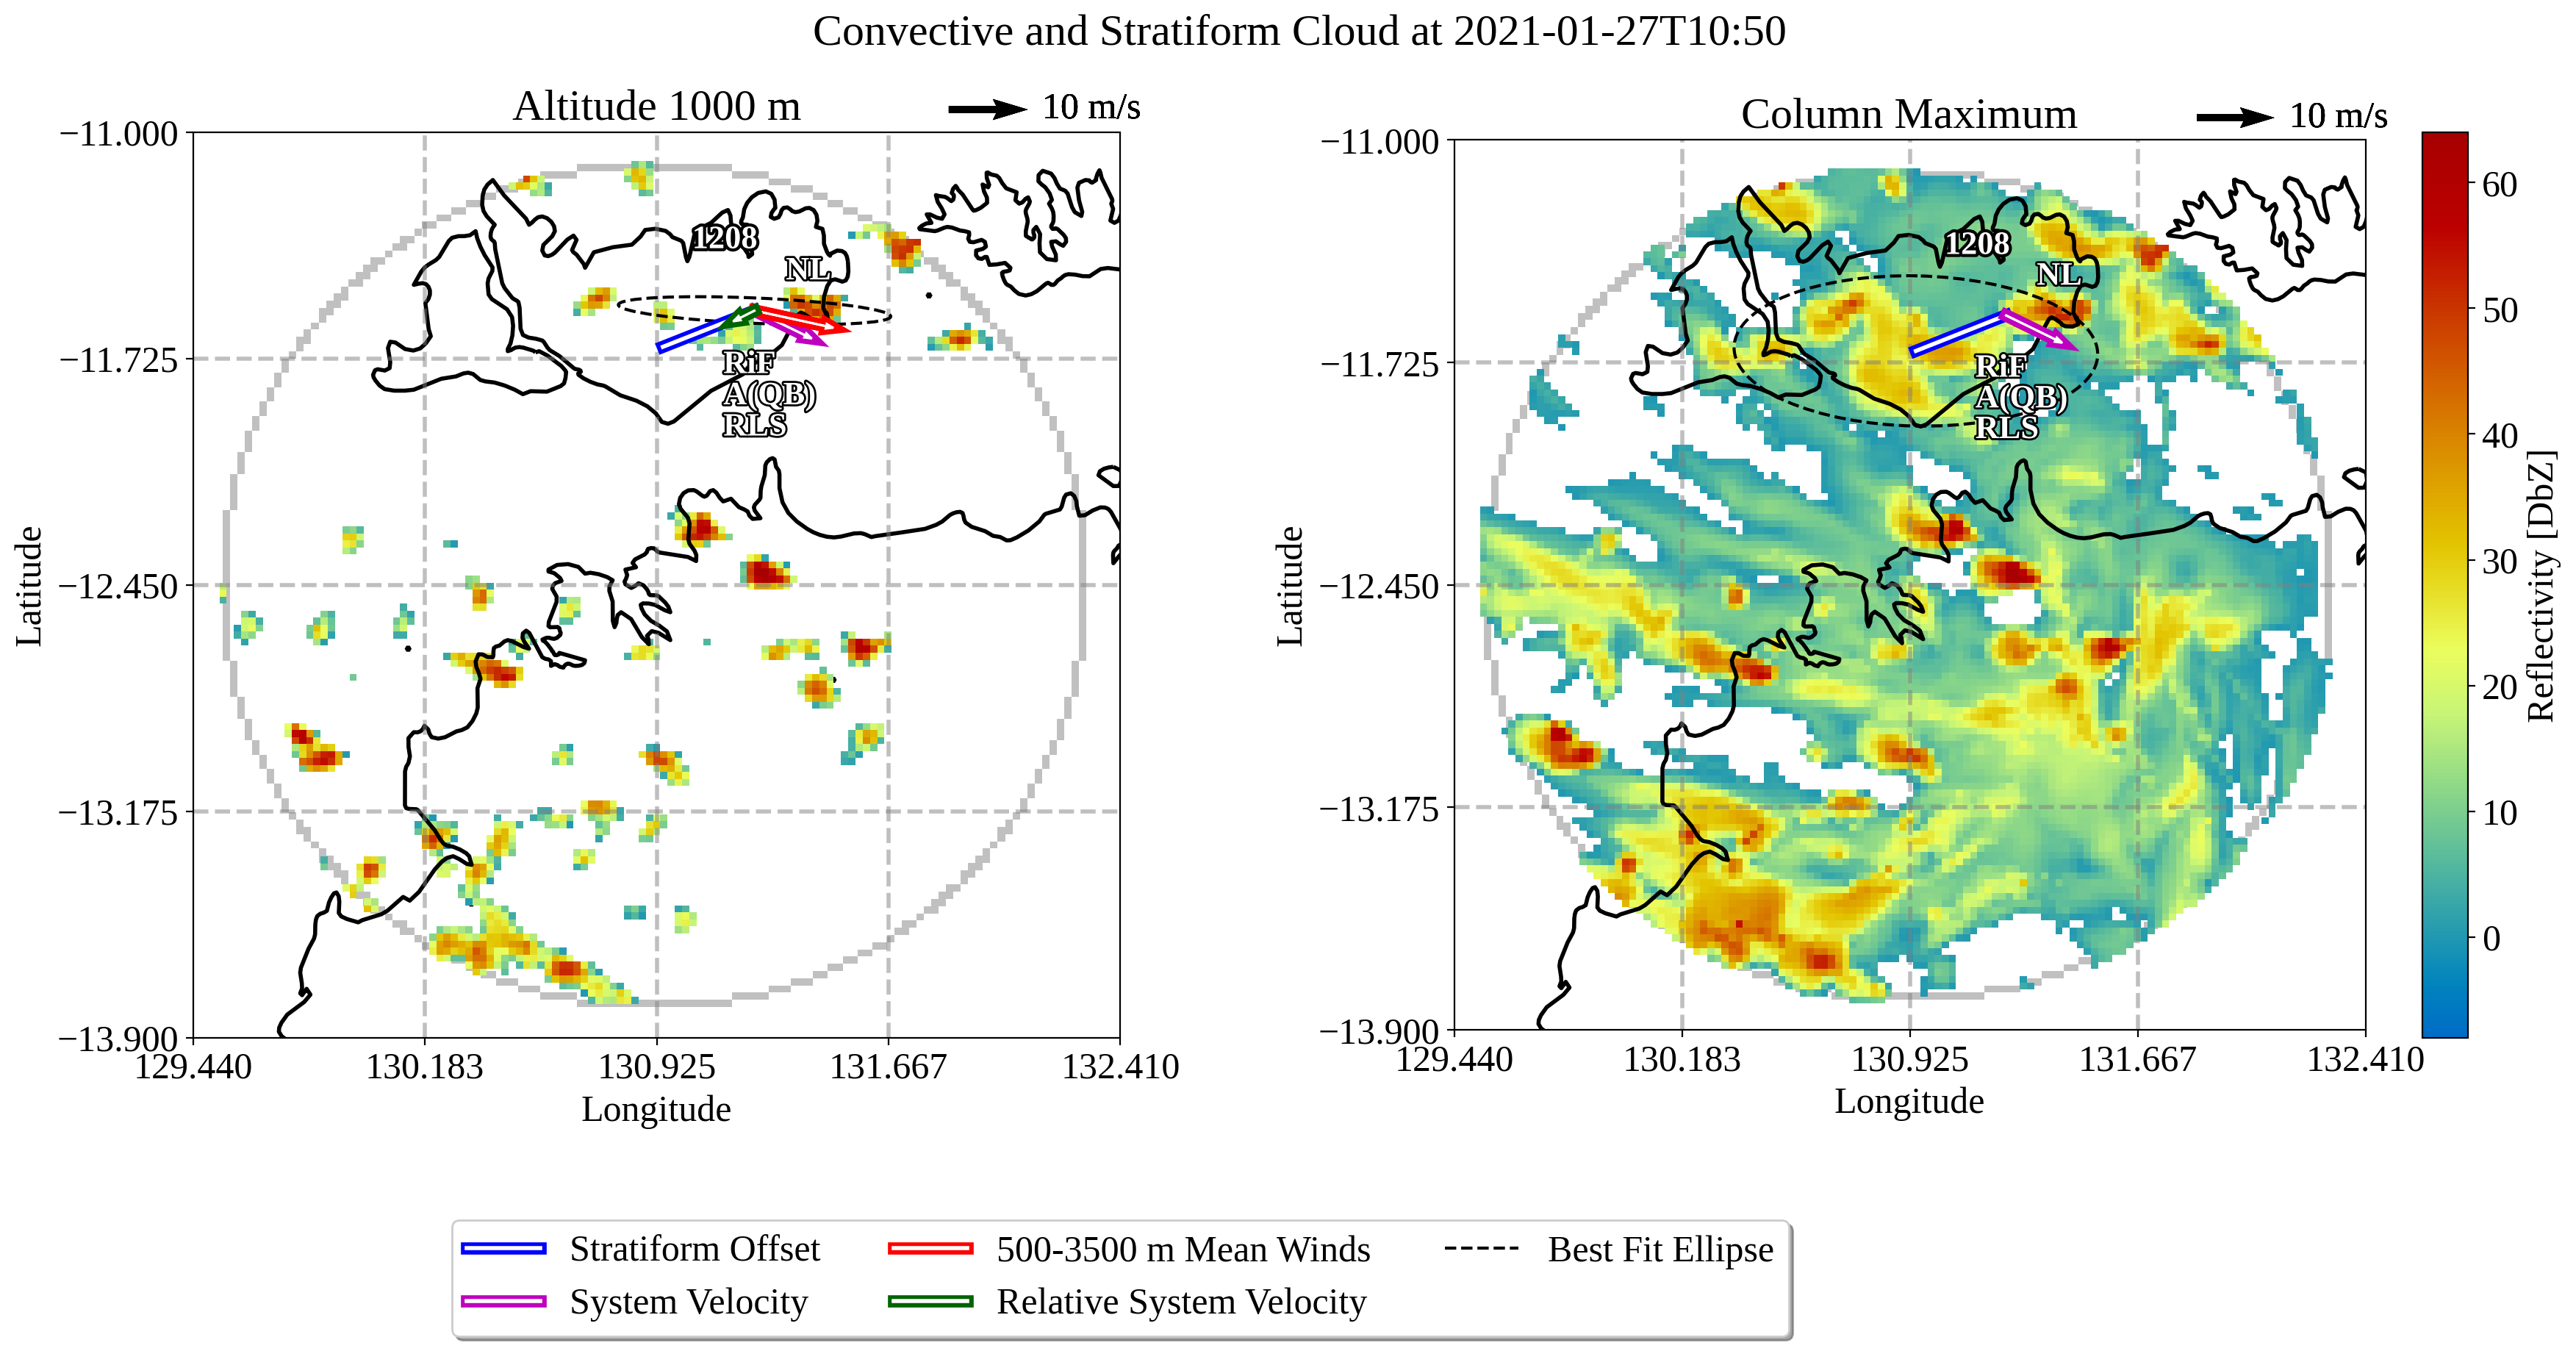 Convective and Stratiform Cloud at 2021-01-27T10:50
Altitude 1000 m
10 m/s
Column Maximum
10 m/s
−11.000
−11.725
−12.450
−13.175
−13.900
Latitude
129.440
130.183
130.925
131.667
132.410
Longitude
1208
NL
RiF
A(QB)
RLS
−11.000
−11.725
−12.450
−13.175
−13.900
Latitude
129.440
130.183
130.925
131.667
132.410
Longitude
1208
NL
RiF
A(QB)
RLS
60
50
40
30
20
10
0
Reflectivity [DbZ]
Stratiform Offset
500-3500 m Mean Winds
Best Fit Ellipse
System Velocity
Relative System Velocity